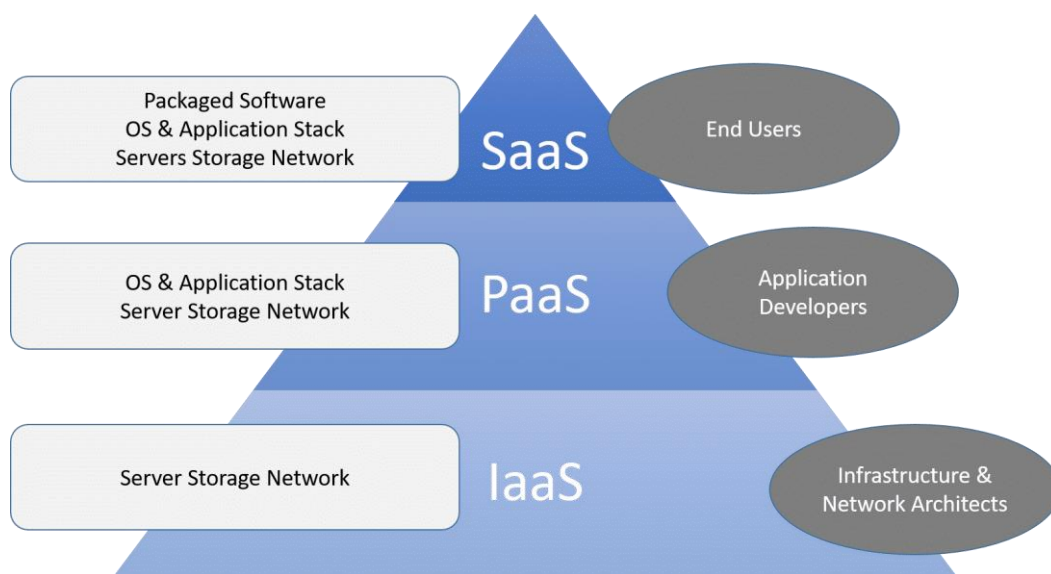 Packaged Software
OS & Application Stack
Servers Storage Network
SaaS
End Users
OS & Application Stack
Server Storage Network
PaaS
Application
Developers
Server Storage Network
IaaS
Infrastructure &
Network Architects